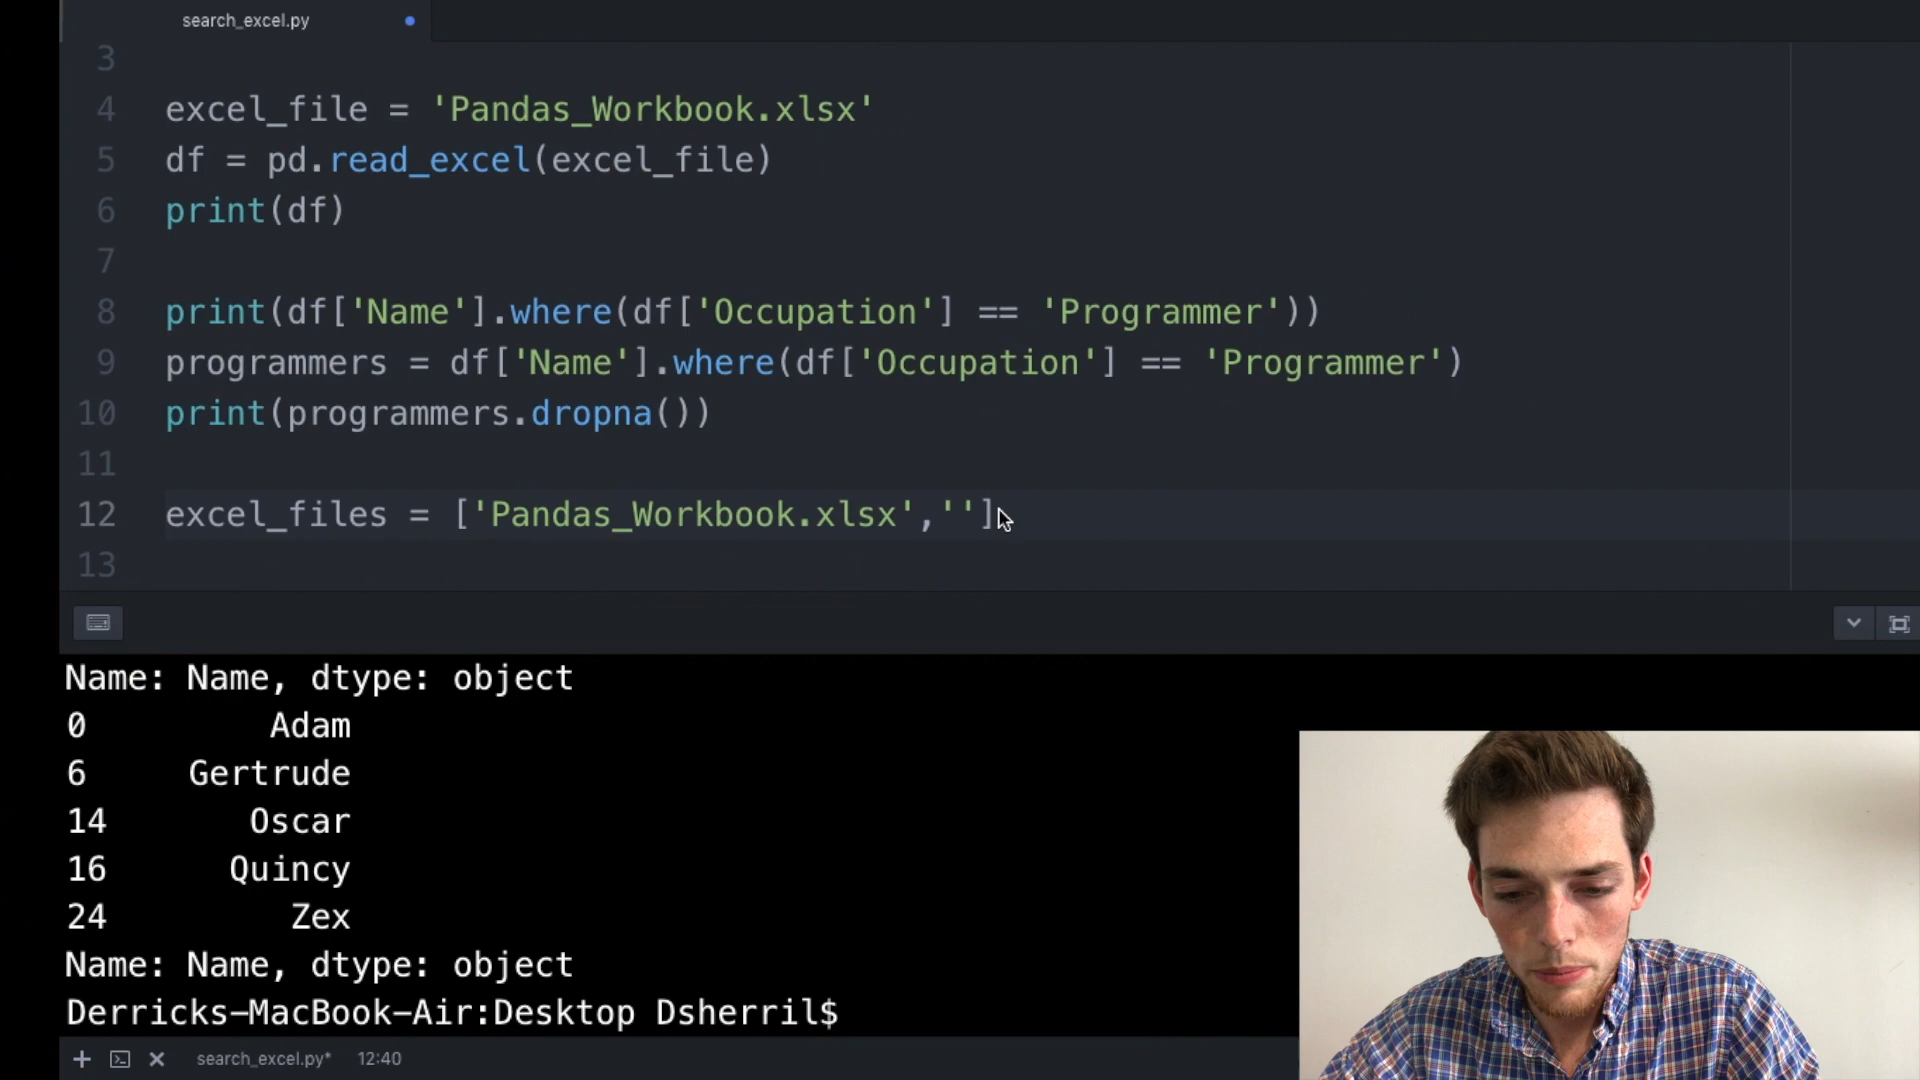 search_excel.py
3
4 excel_file = 'Pandas_Workbook.xlsx'
5 df = pd.read_excel(excel_file)
6 print(df)
7
8 print(df['Name'].where(df['Occupation'] == 'Programmer'))
9 programmers = df['Name'].where(df['Occupation'] == 'Programmer')
10 print(programmers.dropna())
11
12 excel_files = ['Pandas_Workbook.xlsx','']
13
Name: Name, dtype: object
0 Adam
6 Gertrude
14 Oscar
16 Quincy
24 Zex
Name: Name, dtype: object
Derricks-MacBook-Air:Desktop Dsherril$
search_excel.py* 12:40